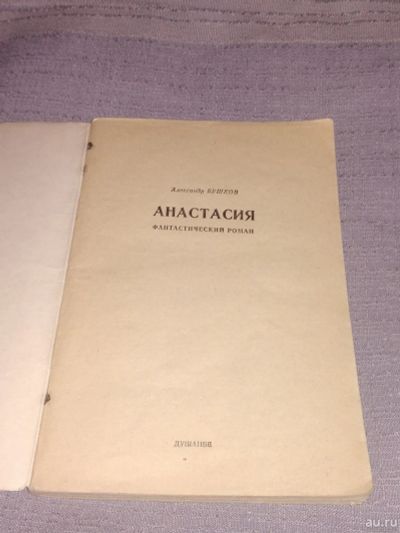 Александр БУШКОВ
АНАСТАСИЯ
ФАНТАСТИЧЕСКИЙ РОМАН
ДУШАНБЕ
au.ru